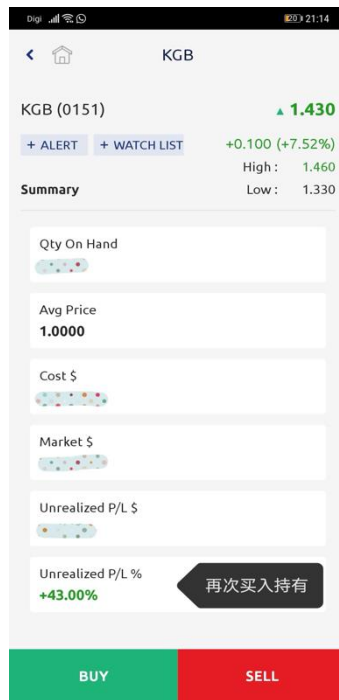 Digi 20 21:14
KGB
KGB (0151) ▲ 1.430
+ ALERT + WATCH LIST +0.100 (+7.52%)
High : 1.460
Summary Low : 1.330
Qty On Hand
Avg Price
1.0000
Cost $
Market $
Unrealized P/L $
Unrealized P/L %
+43.00%
再次买入持有
BUY SELL